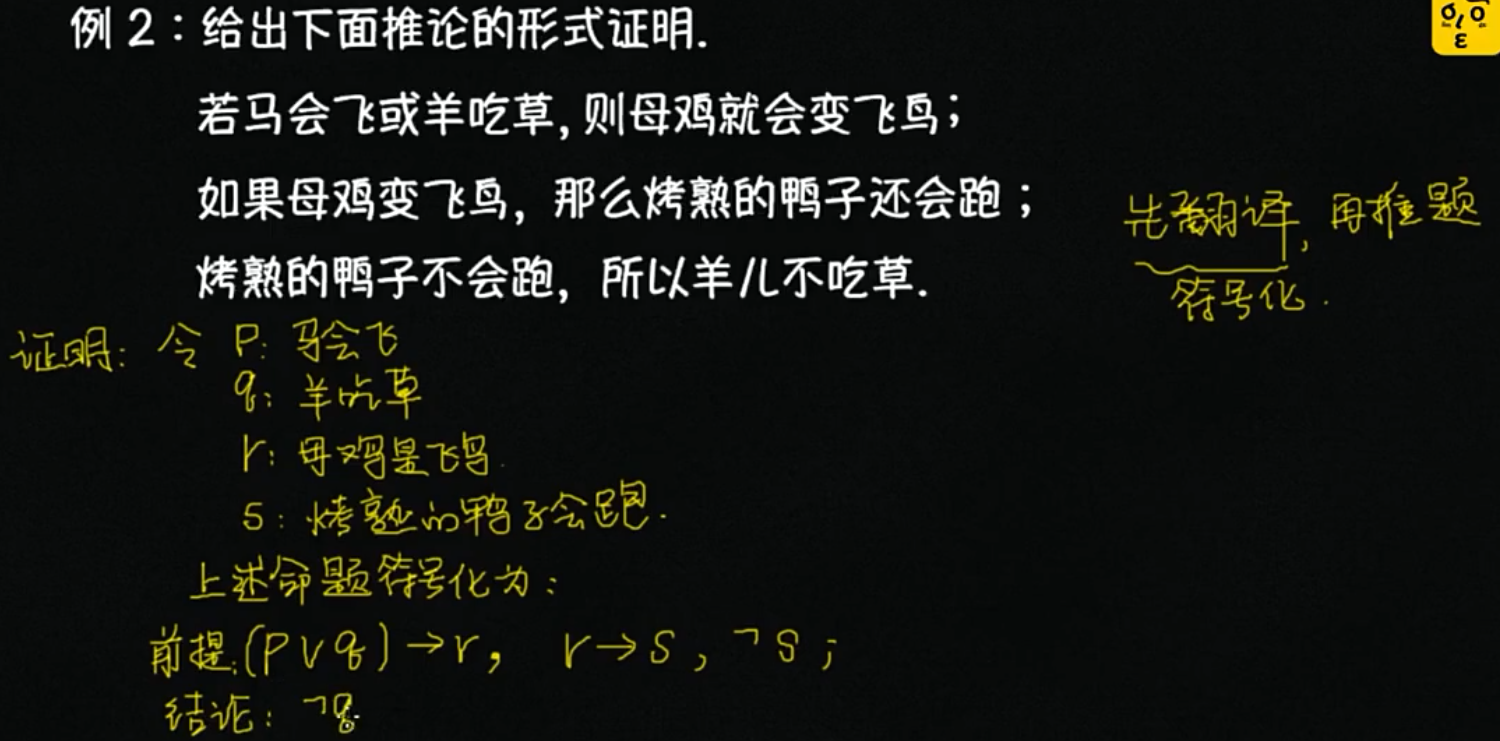 例 2：给出下面推论的形式证明.
若马会飞或羊吃草, 则母鸡就会变飞鸟；
如果母鸡变飞鸟，那么烤熟的鸭子还会跑；
烤熟的鸭子不会跑，所以羊儿不吃草.
先翻译, 再推题
符号化.
证明: 令 P: 马会飞
q: 羊吃草
r: 母鸡是飞鸟.
s: 烤熟的鸭子会跑.
上述命题符号化为:
前提: (P∨q)→r, r→s, ¬s;
结论: ¬q.